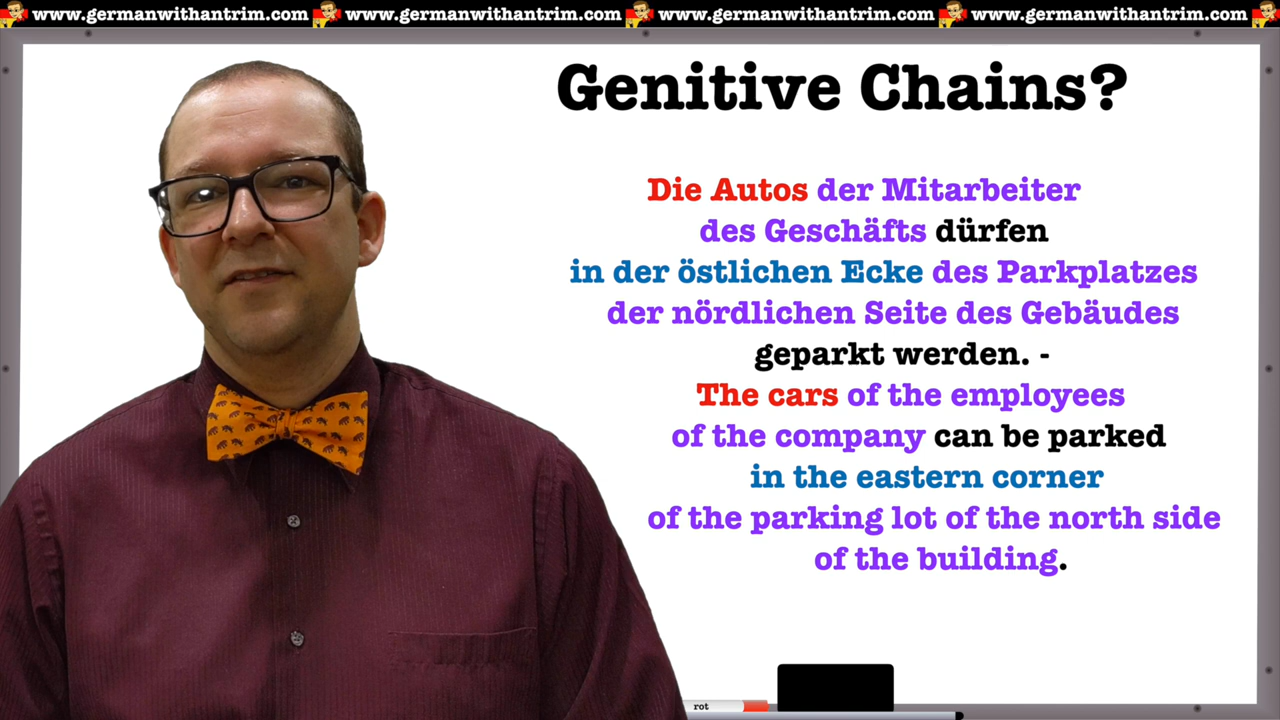 www.germanwithantrim.com www.germanwithantrim.com www.germanwithantrim.com www.germanwithantrim.com
Genitive Chains?
Die Autos der Mitarbeiter
des Geschäfts dürfen
in der östlichen Ecke des Parkplatzes
der nördlichen Seite des Gebäudes
geparkt werden. -
The cars of the employees
of the company can be parked
in the eastern corner
of the parking lot of the north side
of the building.
rot